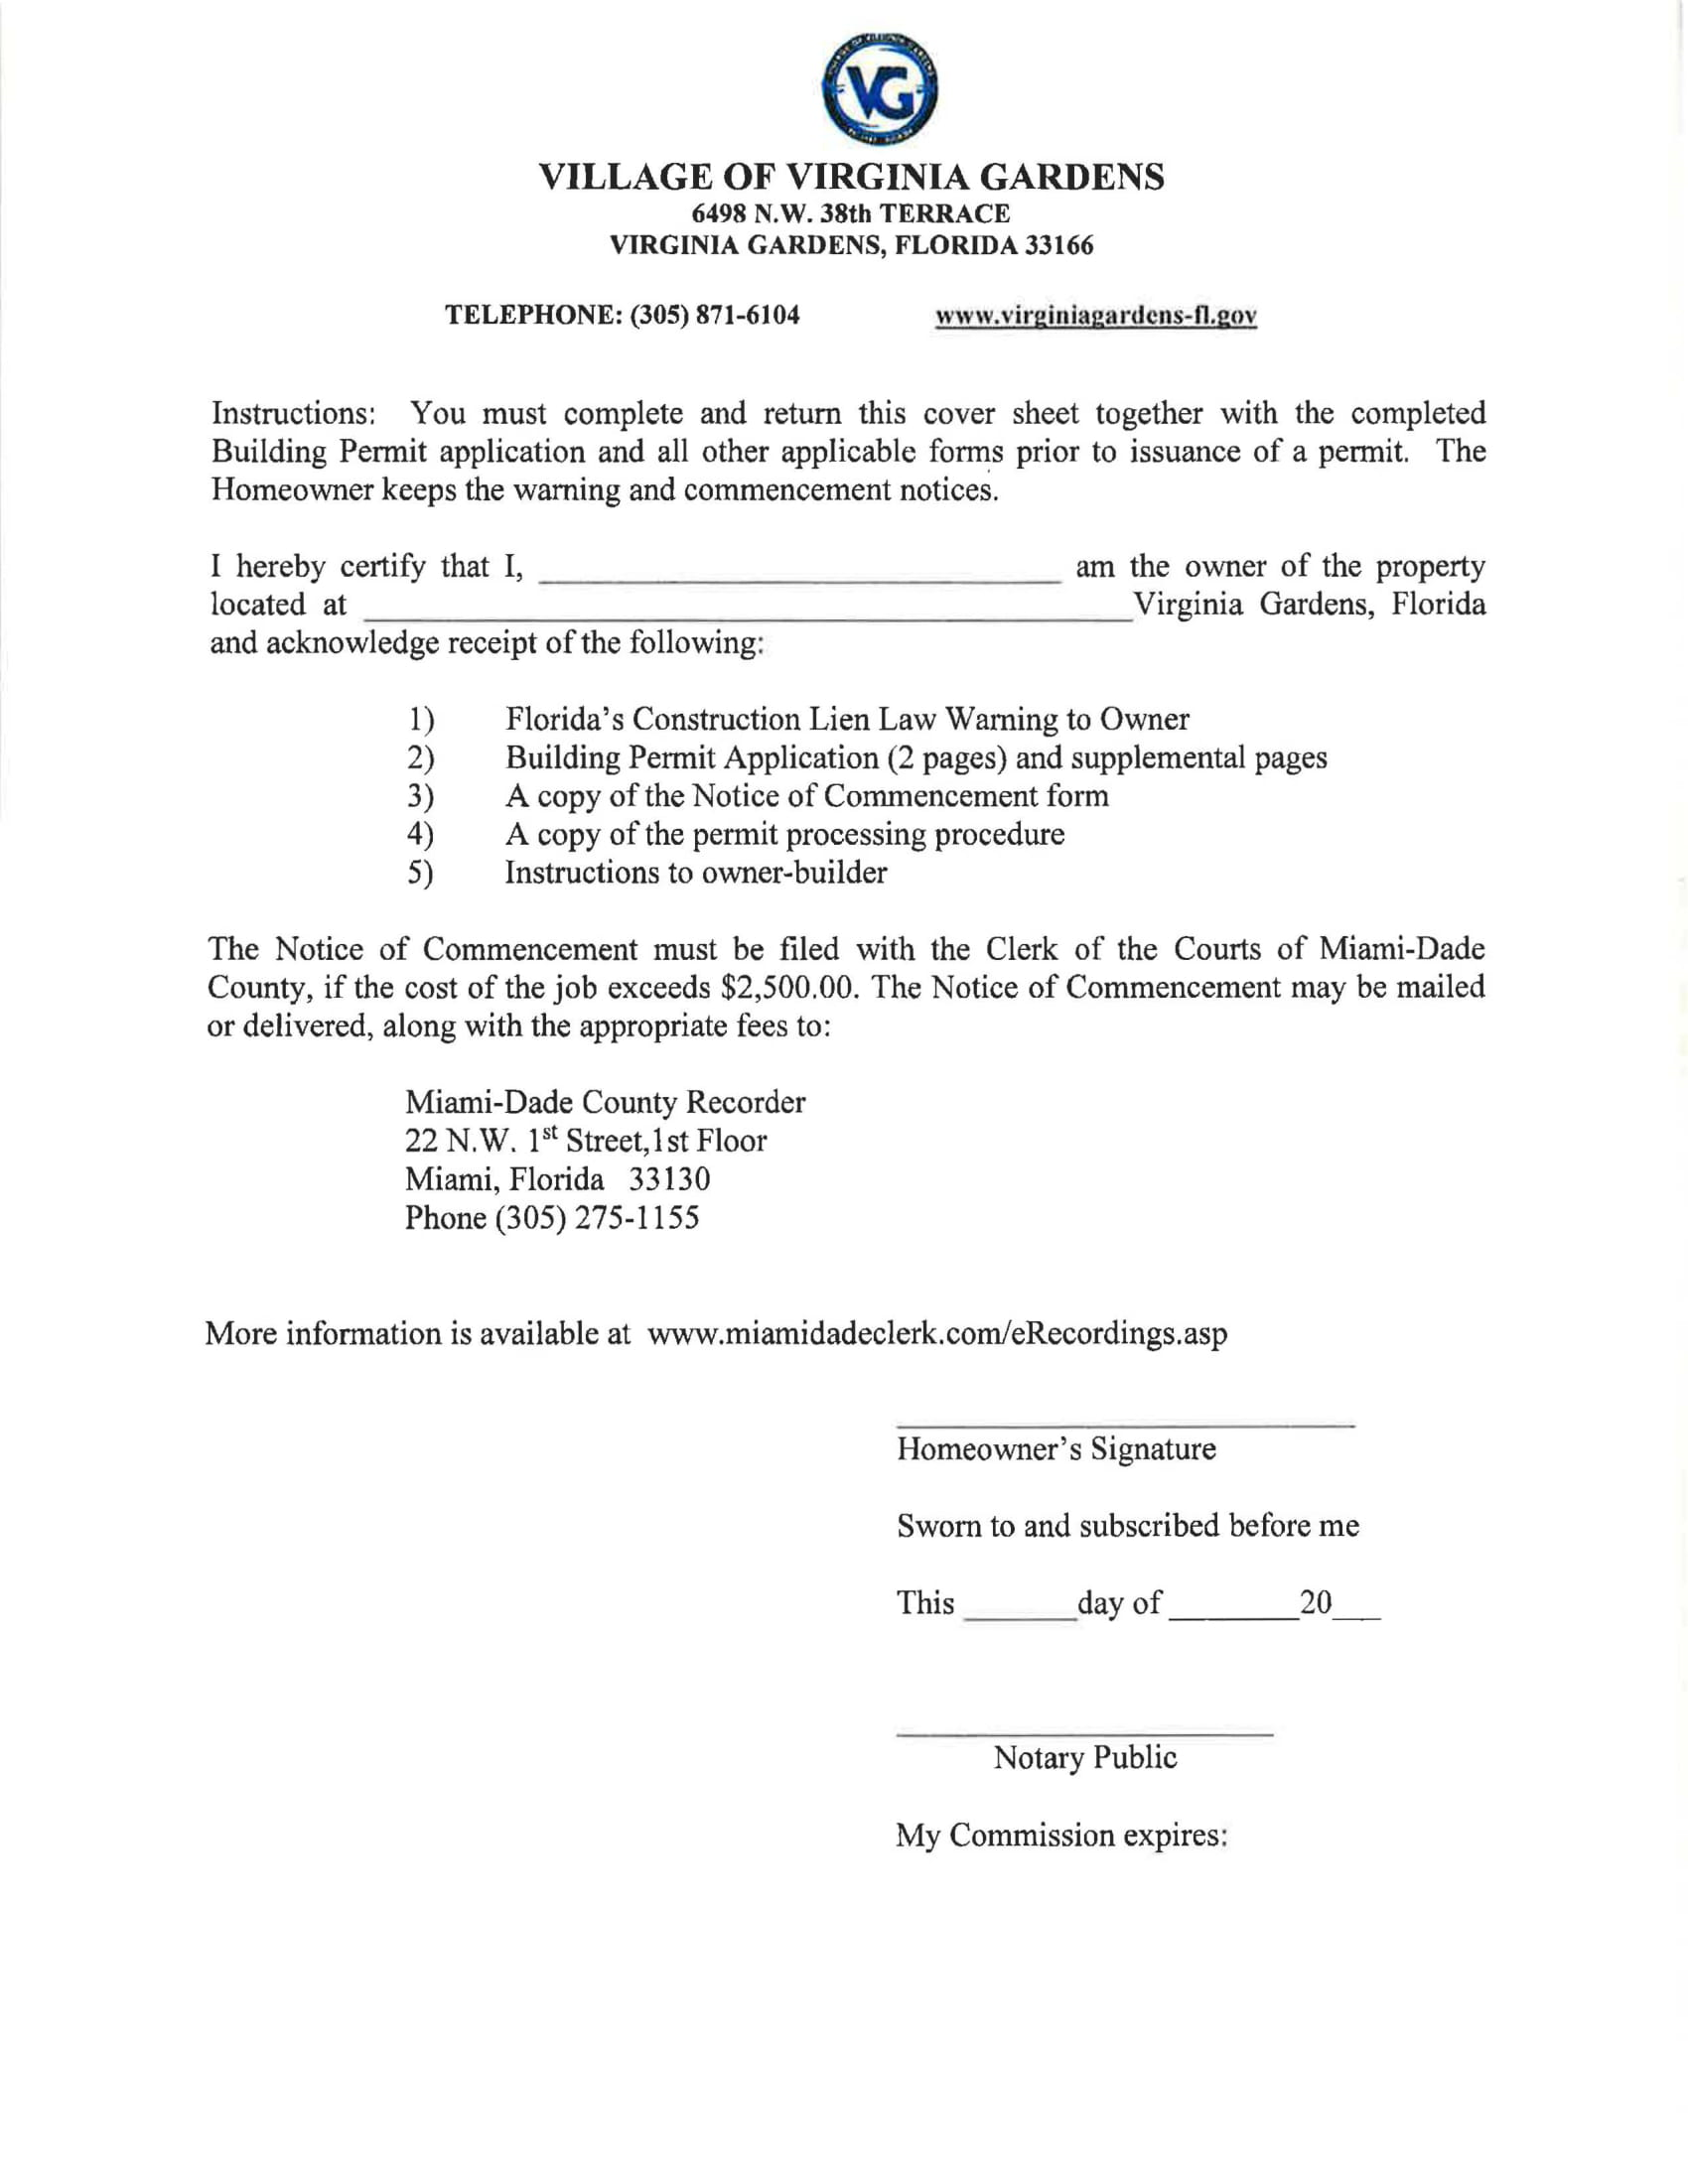 VG
VILLAGE OF VIRGINIA GARDENS
6498 N.W. 38th TERRACE
VIRGINIA GARDENS, FLORIDA 33166
TELEPHONE: (305) 871-6104 www.virginiagardens-fl.gov
Instructions: You must complete and return this cover sheet together with the completed
Building Permit application and all other applicable forms prior to issuance of a permit. The
Homeowner keeps the warning and commencement notices.
I hereby certify that I, ______________ am the owner of the property
located at ______________ Virginia Gardens, Florida
and acknowledge receipt of the following:
1) Florida's Construction Lien Law Warning to Owner
2) Building Permit Application (2 pages) and supplemental pages
3) A copy of the Notice of Commencement form
4) A copy of the permit processing procedure
5) Instructions to owner-builder
The Notice of Commencement must be filed with the Clerk of the Courts of Miami-Dade
County, if the cost of the job exceeds $2,500.00. The Notice of Commencement may be mailed
or delivered, along with the appropriate fees to:
Miami-Dade County Recorder
22 N.W. 1st Street,1st Floor
Miami, Florida 33130
Phone (305) 275-1155
More information is available at www.miamidadeclerk.com/eRecordings.asp
Homeowner's Signature
Sworn to and subscribed before me
This ______ day of ______ 20__
Notary Public
My Commission expires: